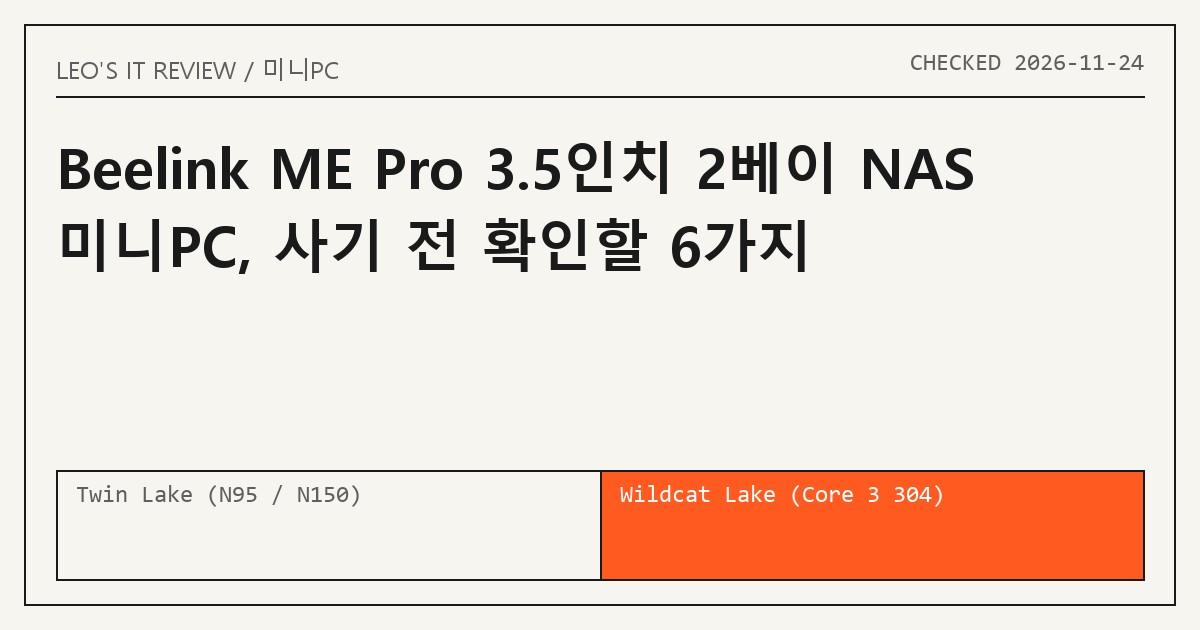 LEO'S IT REVIEW / 미니PC
CHECKED 2026-11-24
Beelink ME Pro 3.5인치 2베이 NAS
미니PC, 사기 전 확인할 6가지
Twin Lake (N95 / N150)
Wildcat Lake (Core 3 304)